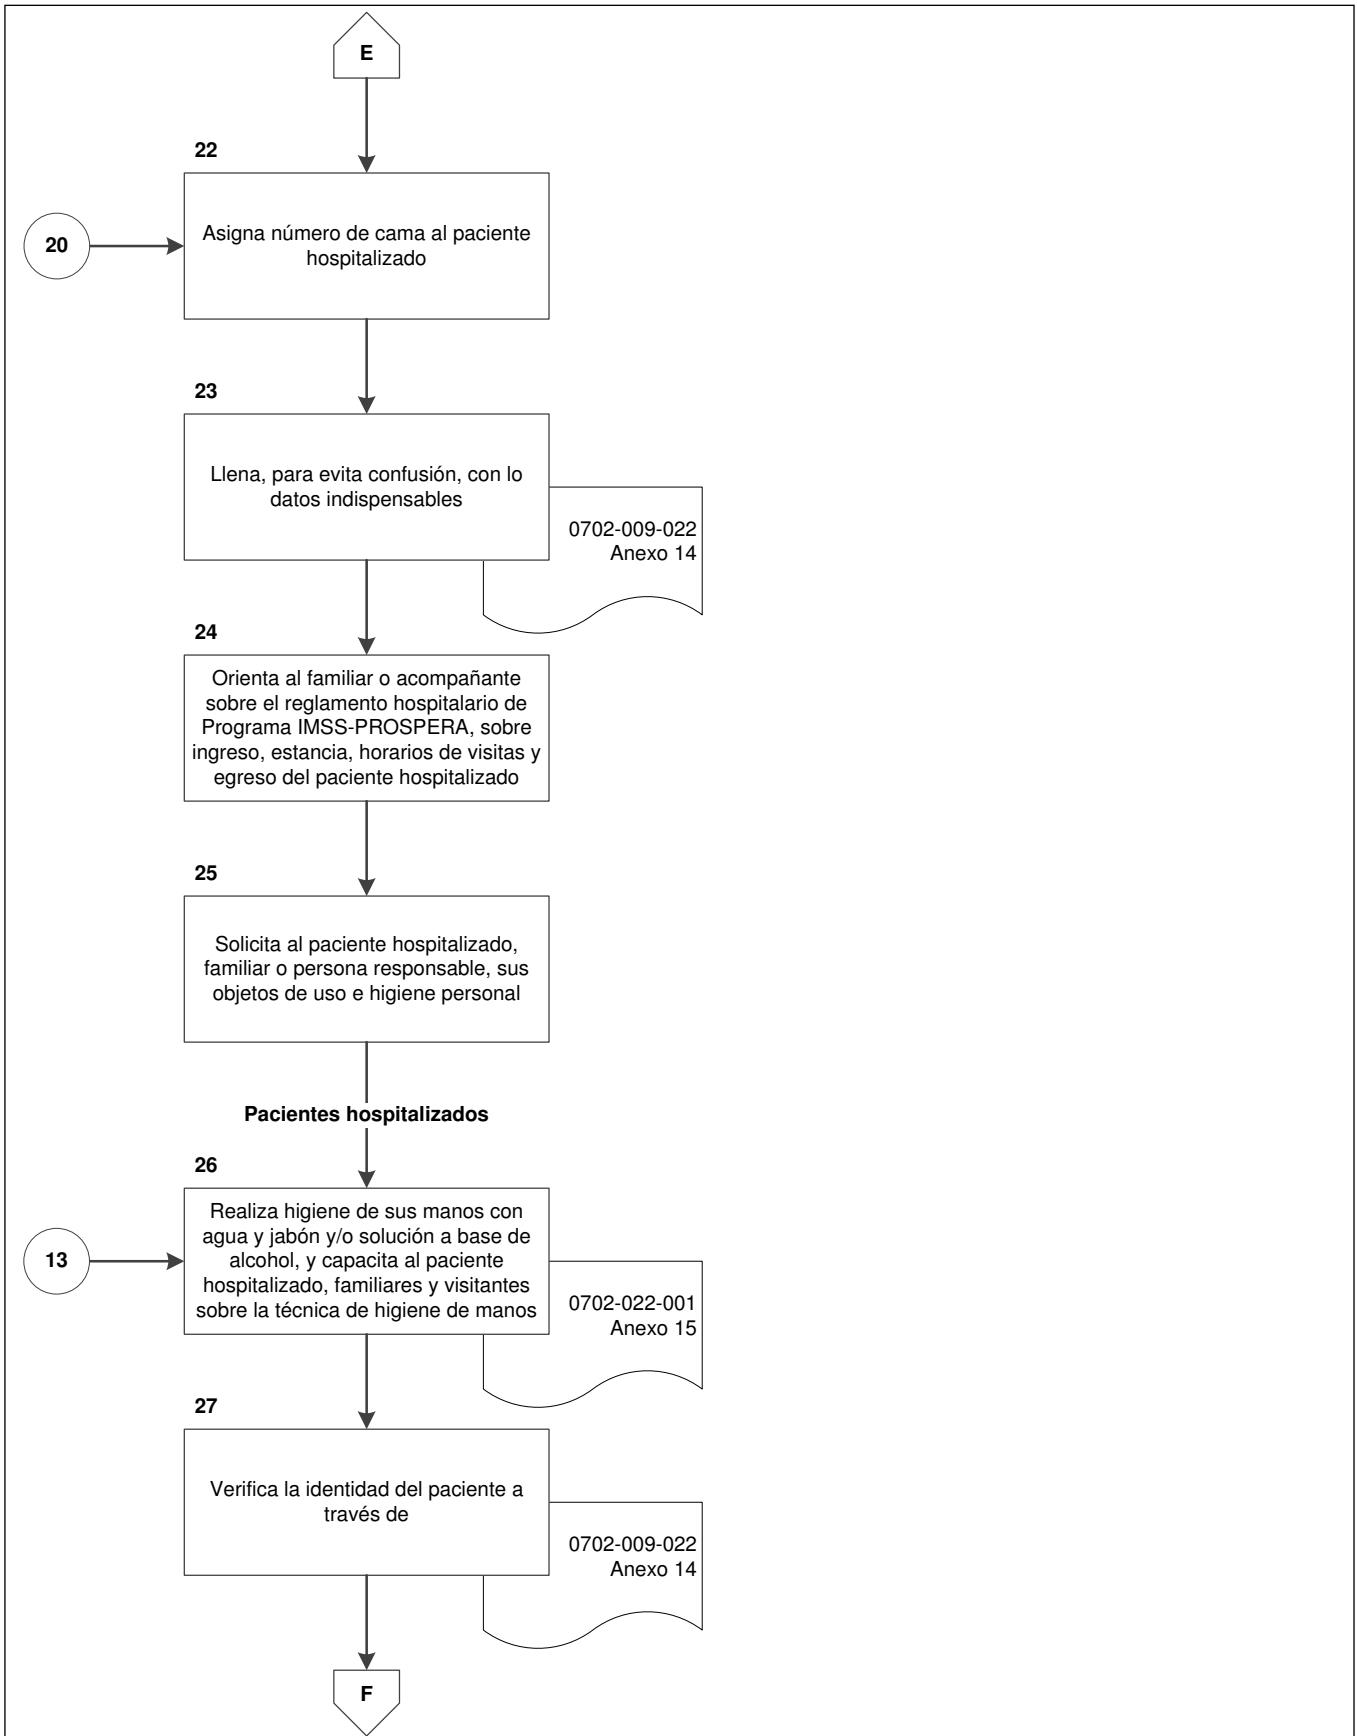 E
22
20
Asigna número de cama al paciente
hospitalizado
23
Llena, para evita confusión, con lo
datos indispensables
0702-009-022
Anexo 14
24
Orienta al familiar o acompañante
sobre el reglamento hospitalario de
Programa IMSS-PROSPERA, sobre
ingreso, estancia, horarios de visitas y
egreso del paciente hospitalizado
25
Solicita al paciente hospitalizado,
familiar o persona responsable, sus
objetos de uso e higiene personal
Pacientes hospitalizados
26
13
Realiza higiene de sus manos con
agua y jabón y/o solución a base de
alcohol, y capacita al paciente
hospitalizado, familiares y visitantes
sobre la técnica de higiene de manos
0702-022-001
Anexo 15
27
Verifica la identidad del paciente a
través de
0702-009-022
Anexo 14
F